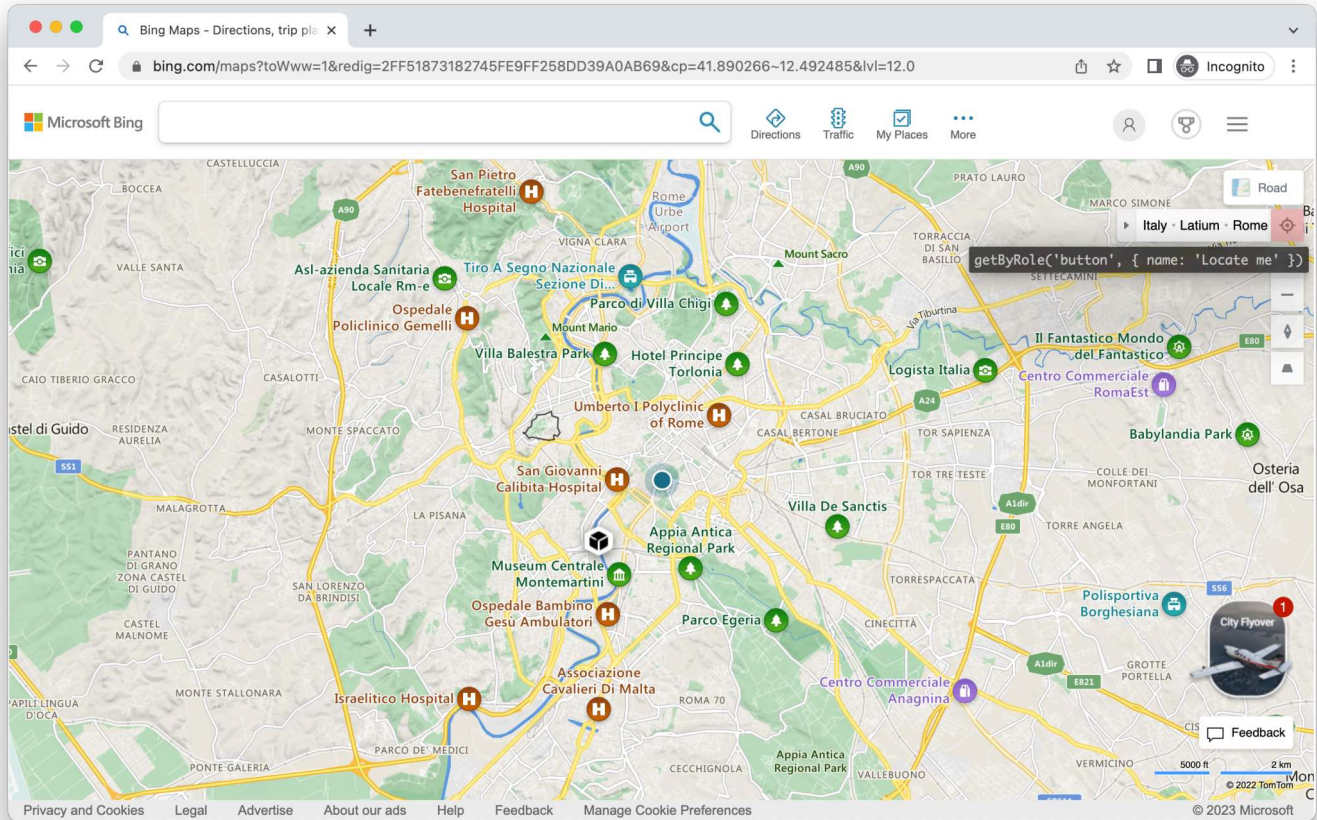 Bing Maps - Directions, trip pla
bing.com/maps?toWww=1&redig=2FF51873182745FE9FF258DD39A0AB69&cp=41.890266~12.492485&lvl=12.0
Incognito
Microsoft Bing
Directions
Traffic
My Places
More
CASTELLUCCIA
BOCCEA
A90
San Pietro
Fatebenefratelli
Hospital
Rome
Urbe
Airport
A90
PRATO LAURO
MARCO SIMONE
Road
Italy · Latium · Rome
getByRole('button', { name: 'Locate me' })
SETTECAMINI
VIGNA CLARA
TORRACCIA
DI SAN
BASILIO
Mount Sacro
VALLE SANTA
Asl-azienda Sanitaria
Locale Rm-e
Tiro A Segno Nazionale
Sezione Di...
Ospedale
Policlinico Gemelli
Parco di Villa Chigi
Via Tiburtina
Mount Mario
Villa Balestra Park
Hotel Principe
Torlonia
Il Fantastico Mondo
del Fantastico
E80
Logista Italia
Centro Commerciale
RomaEst
CAIO TIBERIO GRACCO
CASALOTTI
A24
Umberto I Polyclinic
of Rome
CASAL BRUCIATO
CASAL BERTONE
TOR SAPIENZA
stel di Guido
RESIDENZA
AURELIA
MONTE SPACCATO
Babylandia Park
SS1
San Giovanni
Calibita Hospital
TOR TRE TESTE
COLLE DEI
MONFORTANI
Osteria
dell' Osa
MALAGROTTA
LA PISANA
Villa De Sanctis
A1dir
E80
TORRE ANGELA
Appia Antica
Regional Park
PANTANO
DI GRANO
ZONA CASTEL
DI GUIDO
SAN LORENZO
DA BRINDISI
Museum Centrale
Montemartini
TORRESPACCATA
SS6
Polisportiva
Borghesiana
Ospedale Bambino
Gesu Ambulatori
Parco Egeria
CINECITTÀ
CASTEL
MALNOME
City Flyover
1
A1dir
E821
GROTTE
PORTELLA
Associazione
Cavalieri Di Malta
Centro Commerciale
Anagnina
MONTE STALLONARA
Israelitico Hospital
ROMA 70
PAPILI LINGUA
D'OCA
PARCO DE' MEDICI
Feedback
PONTE GALERIA
CECCHIGNOLA
Appia Antica
Regional Park
VALLEBUONO
VERMICINO
5000 ft
2 km
© 2022 TomTom
Privacy and Cookies
Legal
Advertise
About our ads
Help
Feedback
Manage Cookie Preferences
© 2023 Microsoft